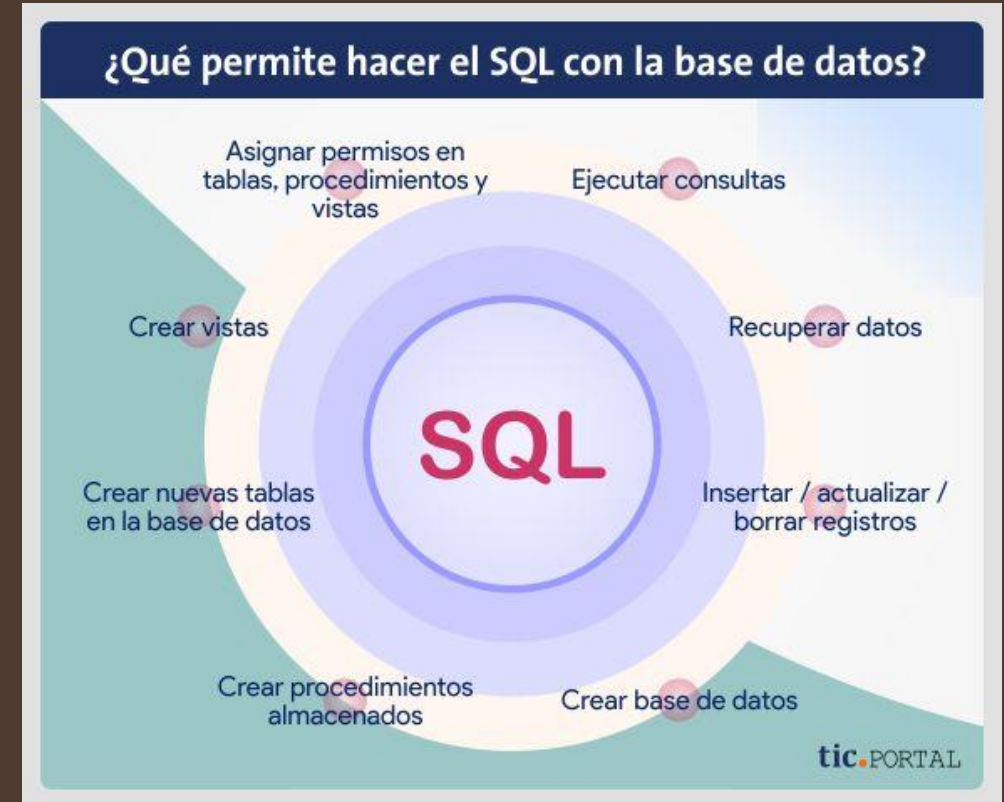 ¿Qué permite hacer el SQL con la base de datos?
Asignar permisos en
tablas, procedimientos y
vistas
Ejecutar consultas
Crear vistas
Recuperar datos
SQL
Crear nuevas tablas
en la base de datos
Insertar / actualizar /
borrar registros
Crear procedimientos
almacenados
Crear base de datos
tic.PORTAL